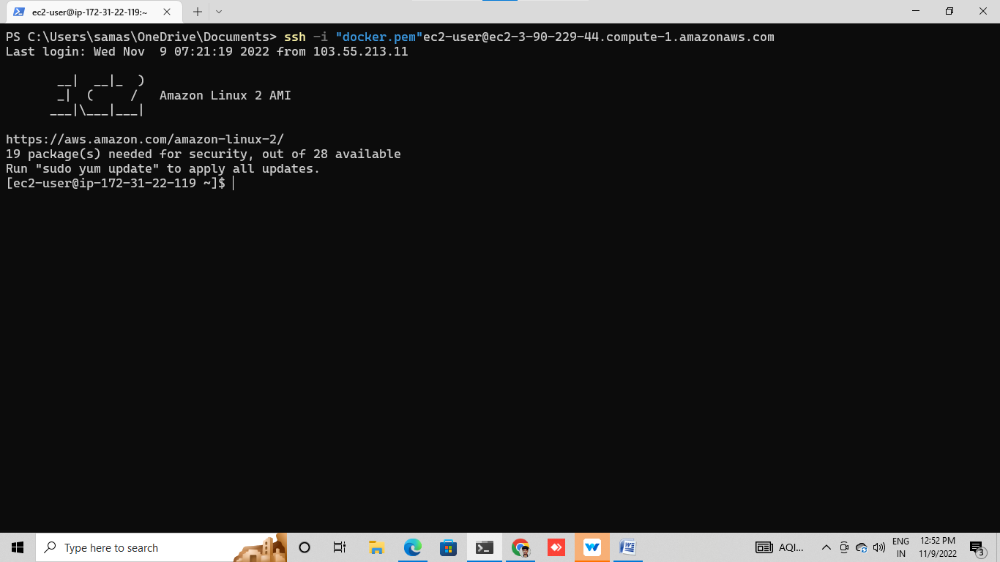 ec2-user@ip-172-31-22-119:~
PS C:\Users\samas\OneDrive\Documents> ssh -i "docker.pem"ec2-user@ec2-3-90-229-44.compute-1.amazonaws.com
Last login: Wed Nov  9 07:21:19 2022 from 103.55.213.11

       __|  __|_  )
       _|  (     /   Amazon Linux 2 AMI
      ___|\___|___|

https://aws.amazon.com/amazon-linux-2/
19 package(s) needed for security, out of 28 available
Run "sudo yum update" to apply all updates.
[ec2-user@ip-172-31-22-119 ~]$
Type here to search
AQI...
ENG
IN
12:52 PM
11/9/2022
3